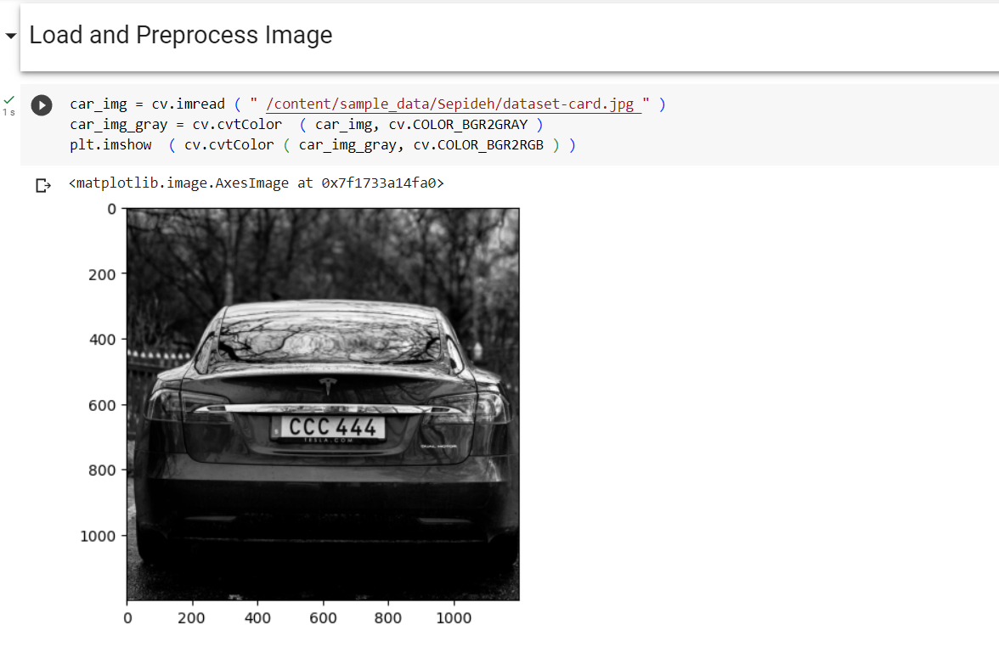 Load and Preprocess Image
1 s
car_img = cv.imread ( " /content/sample_data/Sepideh/dataset-card.jpg " )
car_img_gray = cv.cvtColor  ( car_img, cv.COLOR_BGR2GRAY )
plt.imshow  ( cv.cvtColor ( car_img_gray, cv.COLOR_BGR2RGB ) )
<matplotlib.image.AxesImage at 0x7f1733a14fa0>
0
200
400
600
CCC 444
TESLA.COM
DUAL MOTOR
800
1000
0 200 400 600 800 1000